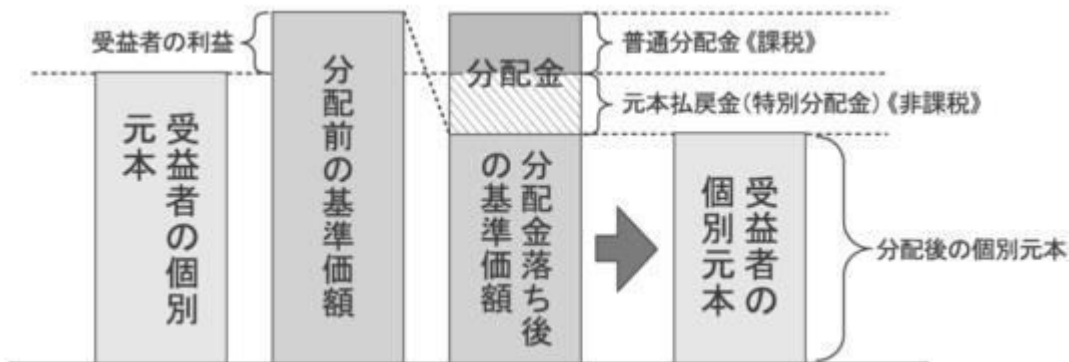 受益者の利益
受益者の個別
元本
分配前の基準価額
分配金
分配金落ち後
の基準価額
普通分配金《課税》
元本払戻金(特別分配金)《非課税》
受益者の
個別元本
分配後の個別元本